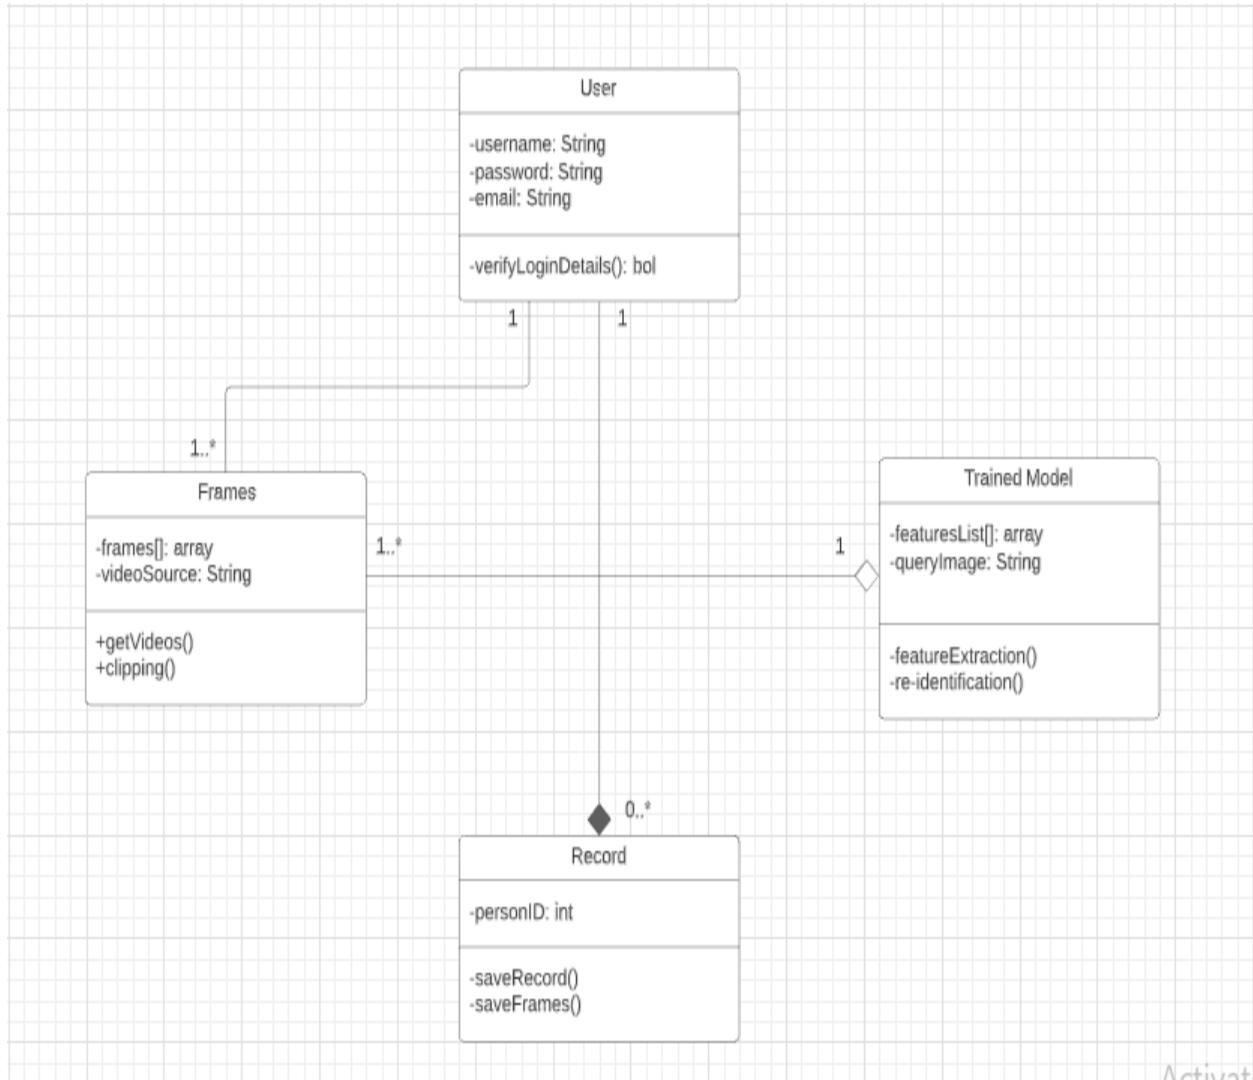 User
-username: String
-password: String
-email: String
-verifyLoginDetails(): bol
1
1
1..*
Frames
-frames[]: array
-videoSource: String
+getVideos()
+clipping()
1..*
1
Trained Model
-featuresList[]: array
-queryImage: String
-featureExtraction()
-re-identification()
0..*
Record
-personID: int
-saveRecord()
-saveFrames()